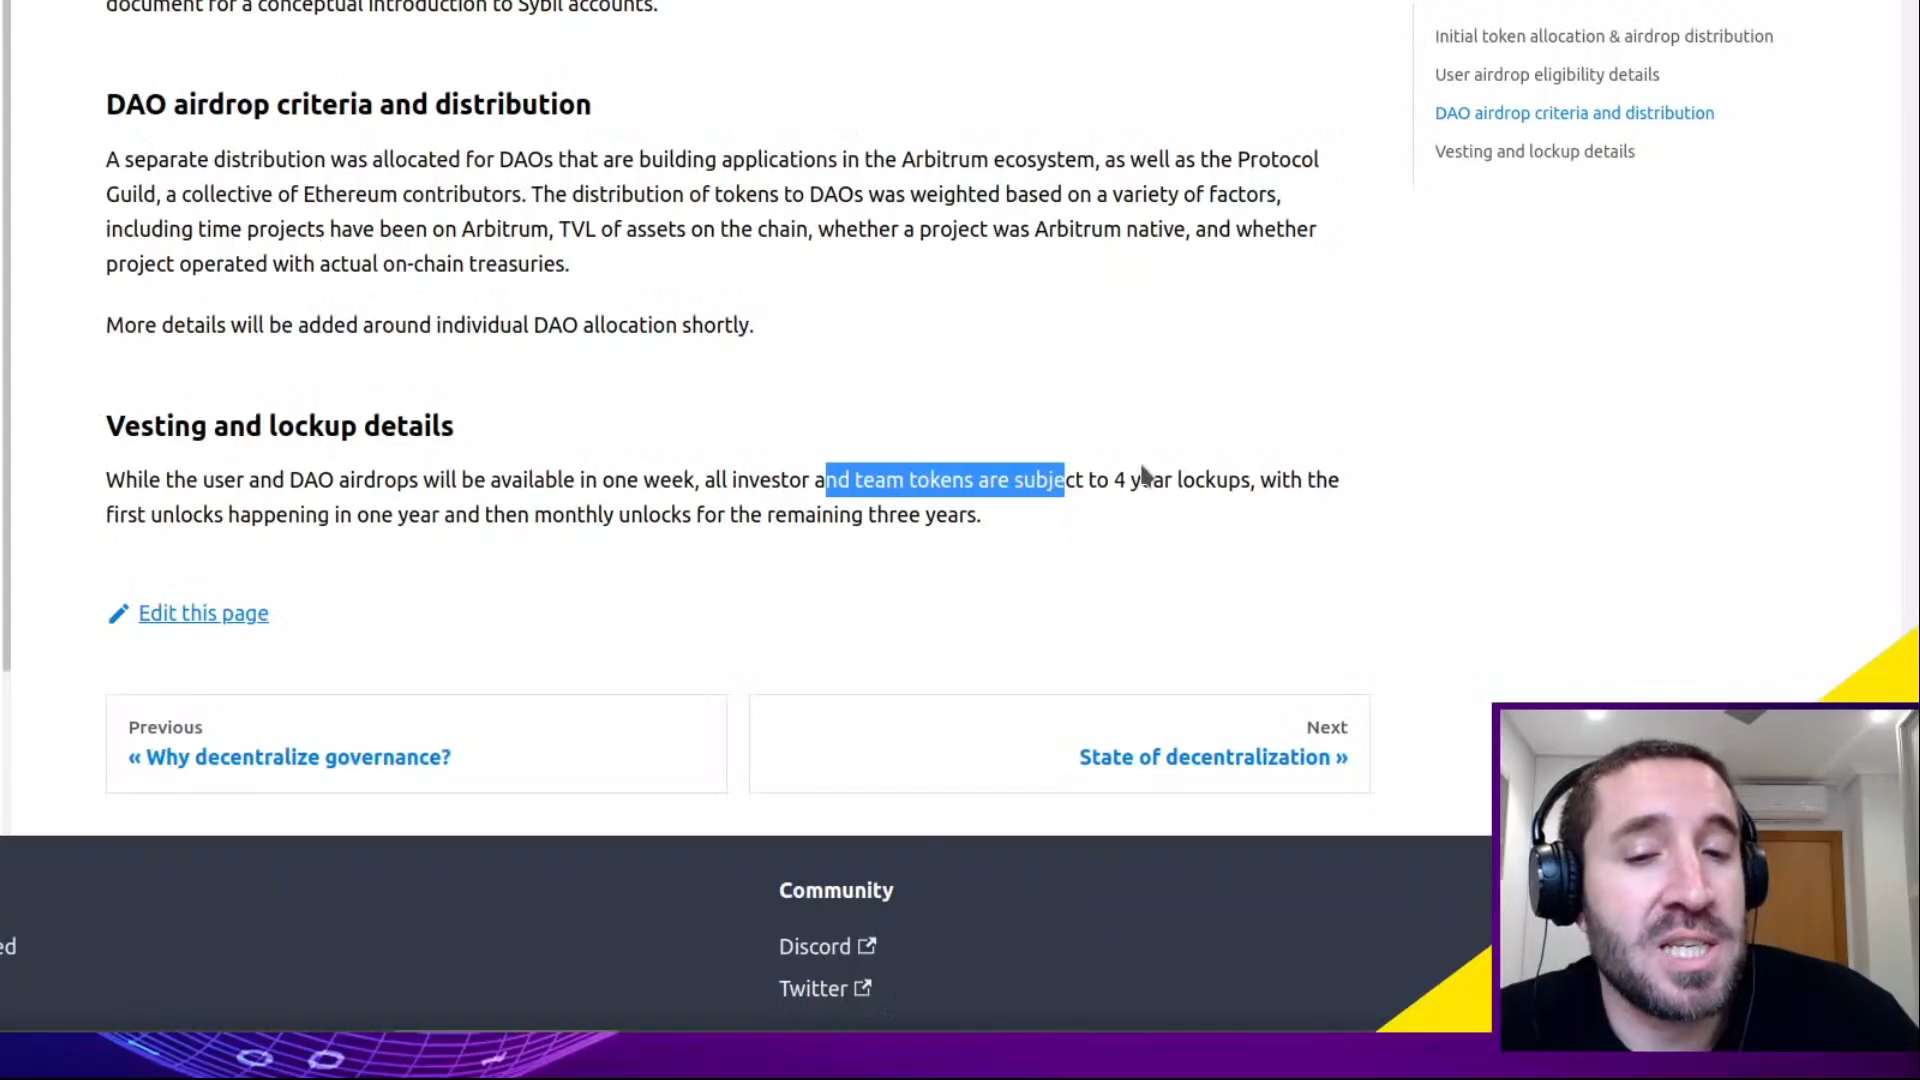 document for a conceptual introduction to Sybil accounts.
DAO airdrop criteria and distribution
A separate distribution was allocated for DAOs that are building applications in the Arbitrum ecosystem, as well as the Protocol
Guild, a collective of Ethereum contributors. The distribution of tokens to DAOs was weighted based on a variety of factors,
including time projects have been on Arbitrum, TVL of assets on the chain, whether a project was Arbitrum native, and whether
project operated with actual on-chain treasuries.
More details will be added around individual DAO allocation shortly.
Vesting and lockup details
While the user and DAO airdrops will be available in one week, all investor and team tokens are subject to 4 year lockups, with the
first unlocks happening in one year and then monthly unlocks for the remaining three years.
Edit this page
Previous
« Why decentralize governance?
Next
State of decentralization »
Initial token allocation & airdrop distribution
User airdrop eligibility details
DAO airdrop criteria and distribution
Vesting and lockup details
ed
Community
Discord
Twitter